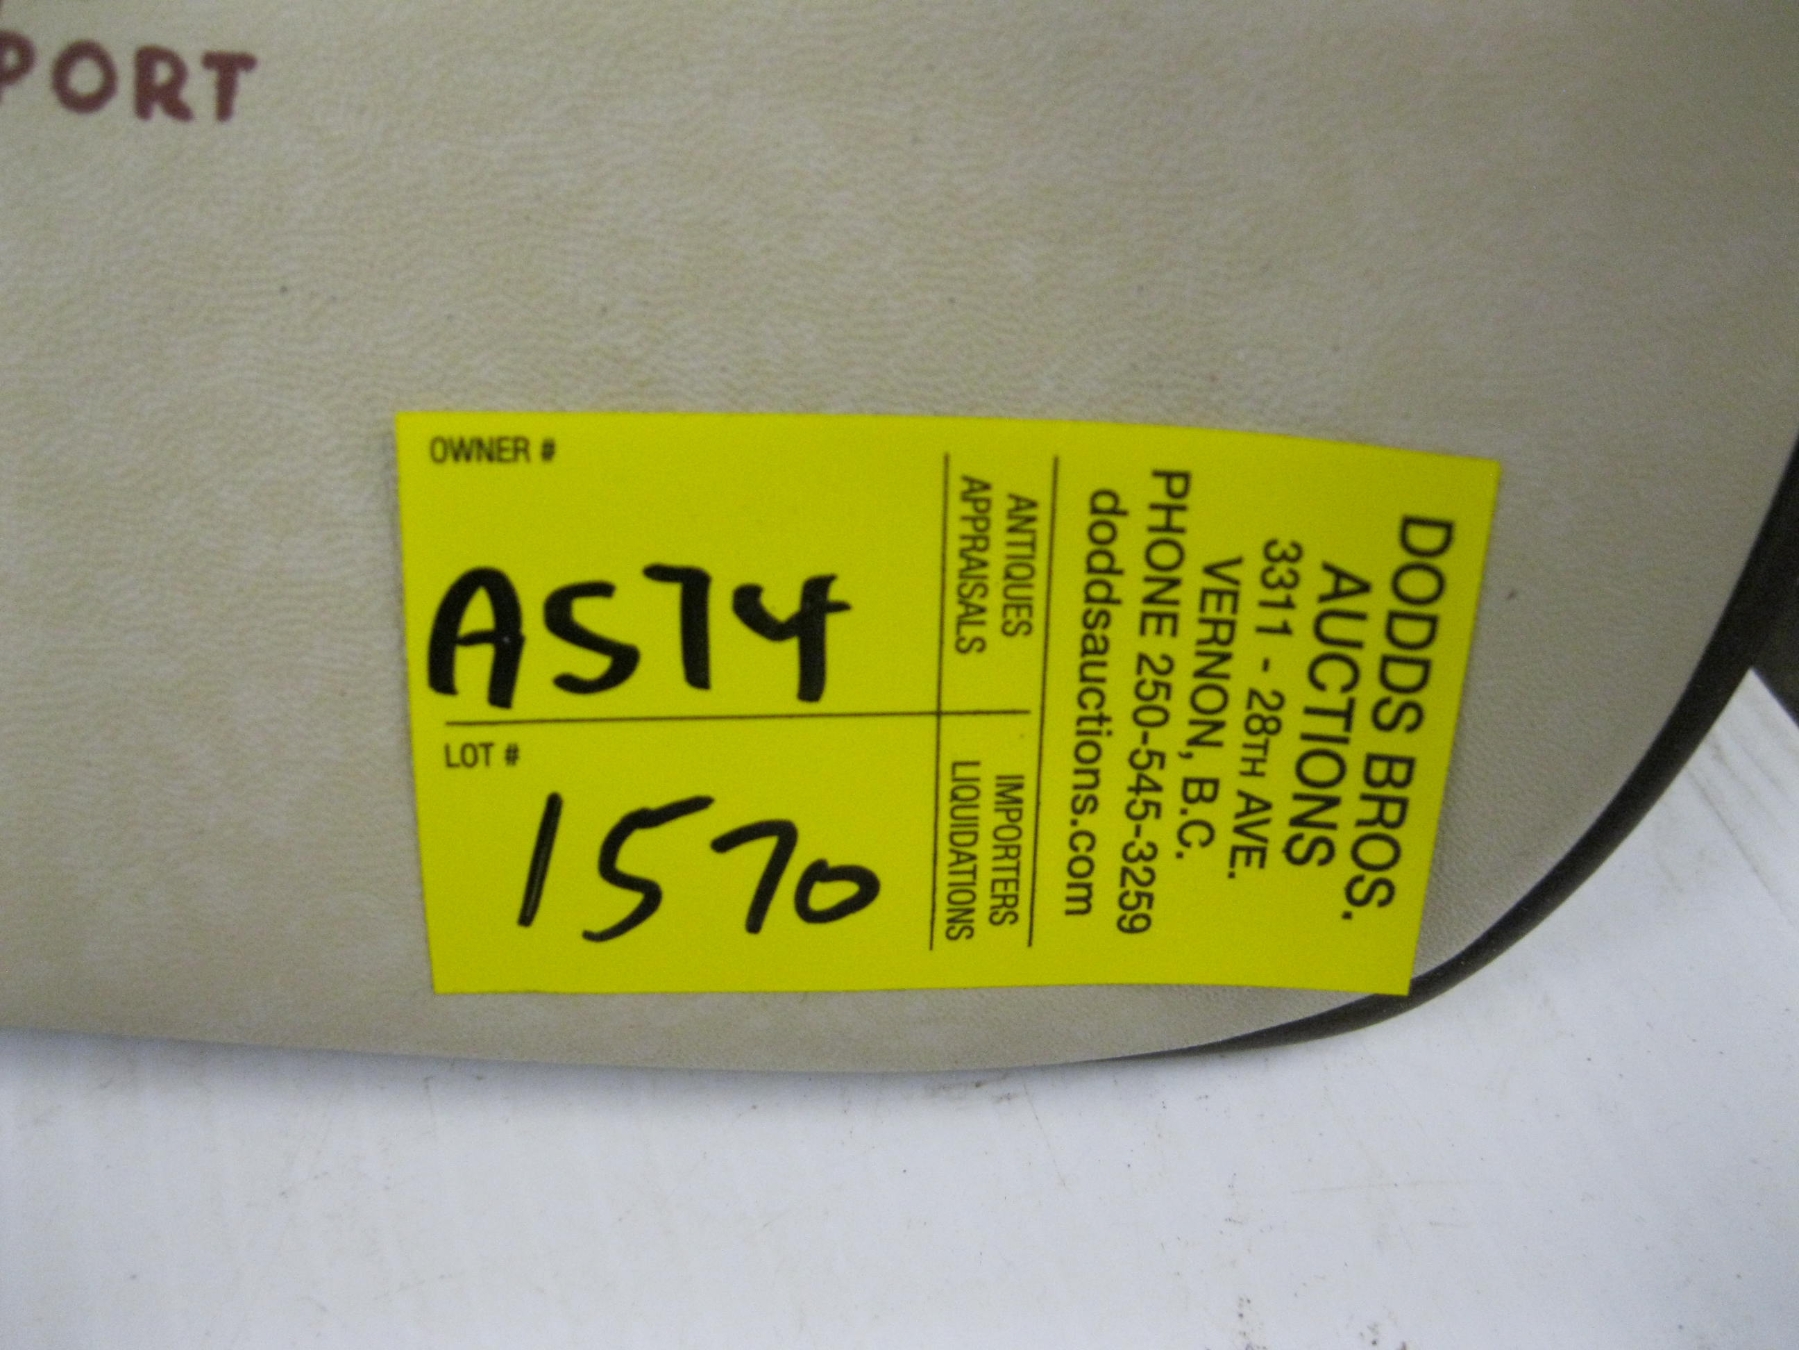 PORT
OWNER #
A574
LOT #
1570
ANTIQUES
APPRAISALS
IMPORTERS
LIQUIDATIONS
DODDS BROS.
AUCTIONS
3311 - 28TH AVE.
VERNON, B.C.
PHONE 250-545-3259
doddsauctions.com